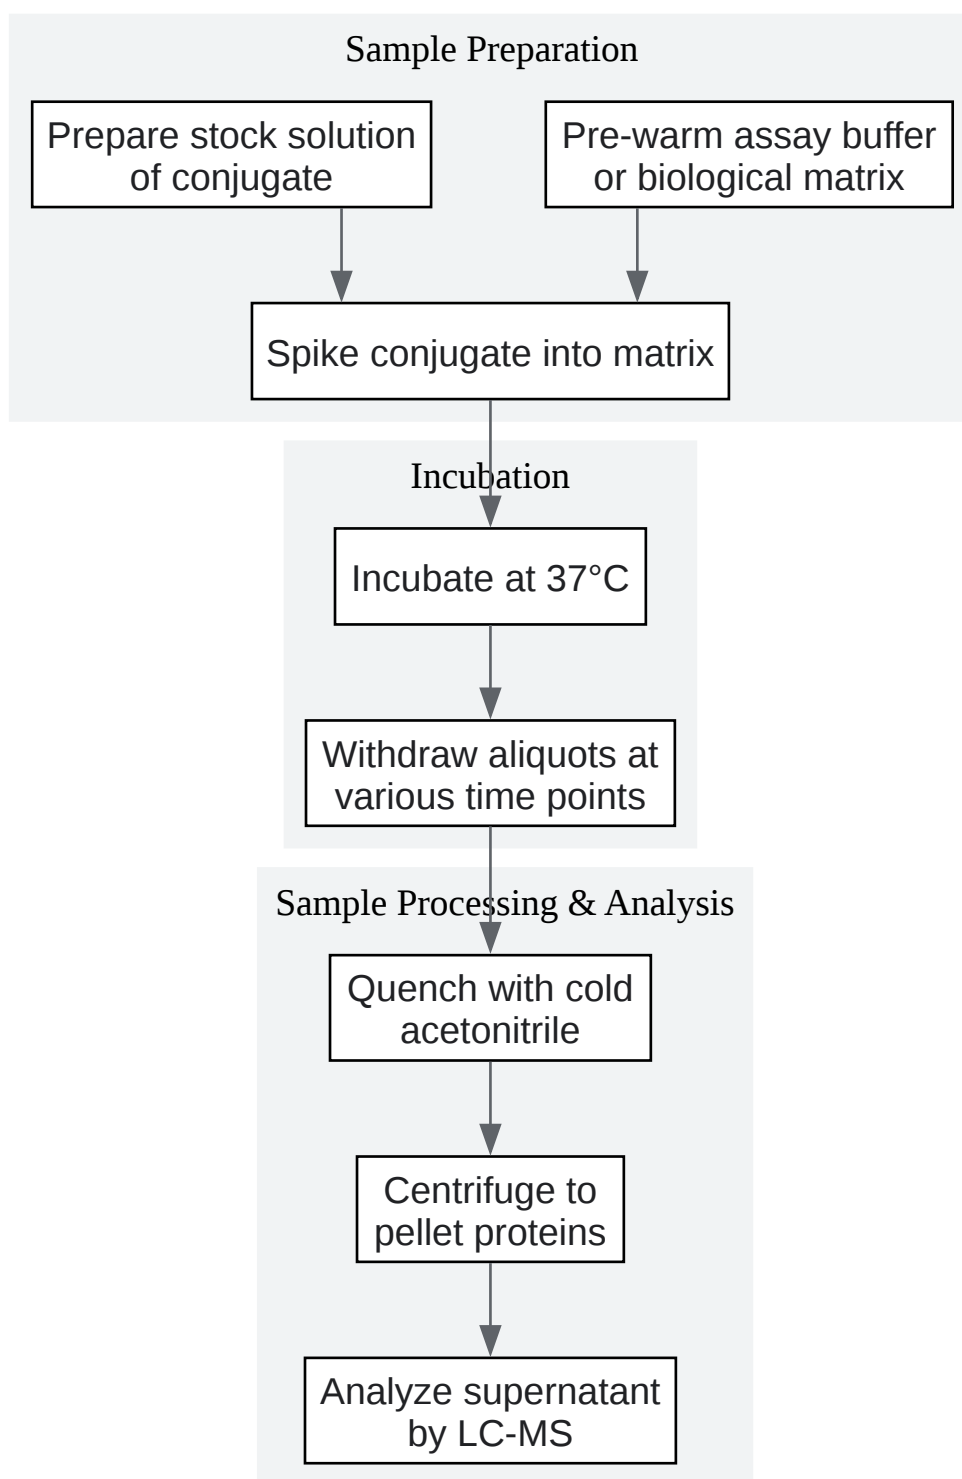 Sample Preparation
Prepare stock solution
of conjugate
Pre-warm assay buffer
or biological matrix
Spike conjugate into matrix
Incubation
Incubate at 37°C
Withdraw aliquots at
various time points
Sample Processing & Analysis
Quench with cold
acetonitrile
Centrifuge to
pellet proteins
Analyze supernatant
by LC-MS